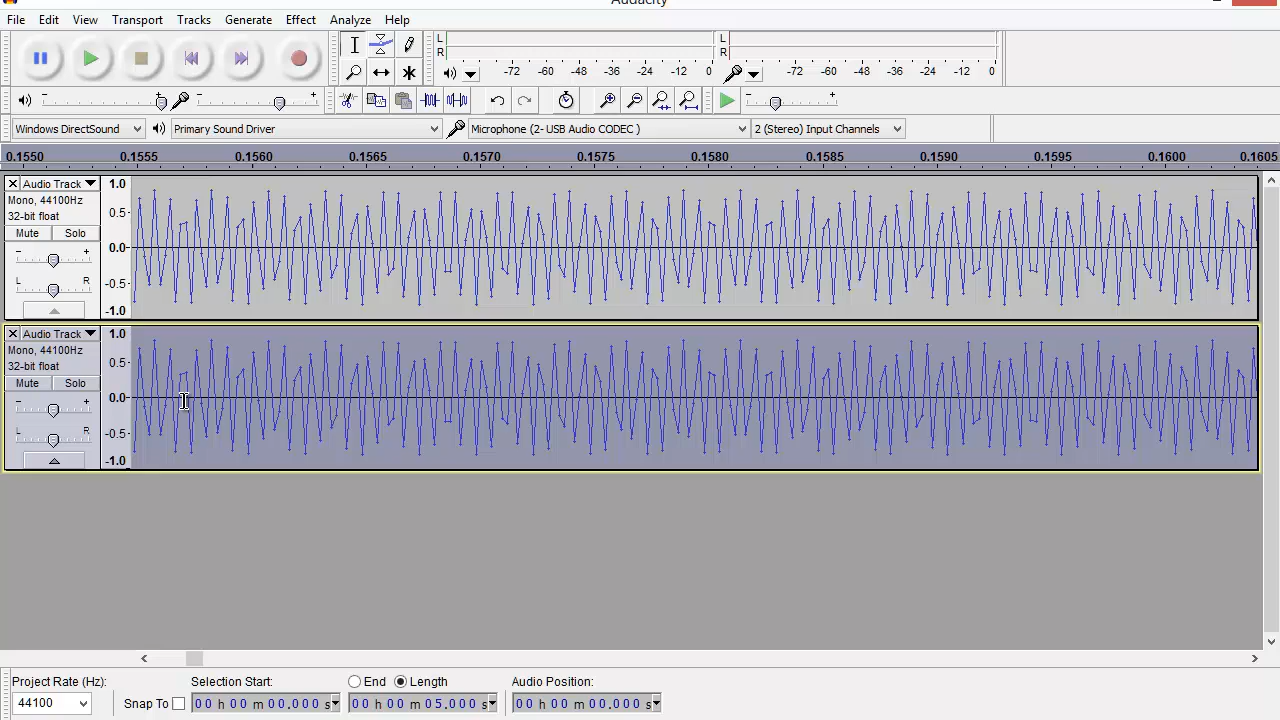 Audacity
File Edit View Transport Tracks Generate Effect Analyze Help
L L
R R
-72 -60 -48 -36 -24 -12 0 -72 -60 -48 -36 -24 -12 0
- + - + - +
Windows DirectSound Primary Sound Driver Microphone (2- USB Audio CODEC ) 2 (Stereo) Input Channels
0.1550 0.1555 0.1560 0.1565 0.1570 0.1575 0.1580 0.1585 0.1590 0.1595 0.1600 0.1605
Audio Track 1.0
Mono, 44100Hz
32-bit float 0.5
Mute Solo
- + 0.0
L R -0.5
-1.0
Audio Track 1.0
Mono, 44100Hz
32-bit float 0.5
Mute Solo
- + 0.0
L R -0.5
-1.0
Project Rate (Hz): Selection Start: End Length Audio Position:
44100 Snap To 00 h 00 m 00.000 s 00 h 00 m 05.000 s 00 h 00 m 00.000 s